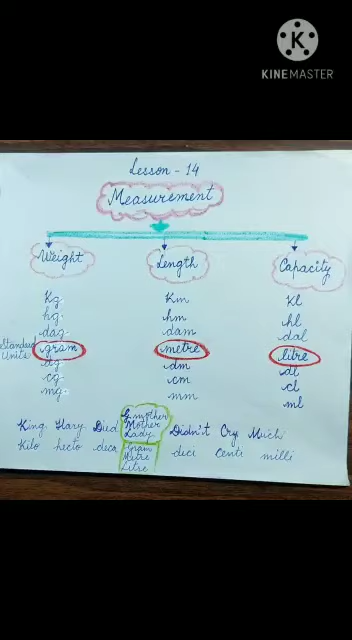 KINEMASTER
Lesson - 14
Measurement
Weight Length Capacity
Kg Km Kl
hg hm hl
dag dam dal
Standard Units gram metre litre
dg dm dl
cg cm cl
mg mm ml
King Hary Died G.mother Mother Lady Didn't Cry Much
Kilo hecto deca Gram Metre Litre deci Centi milli